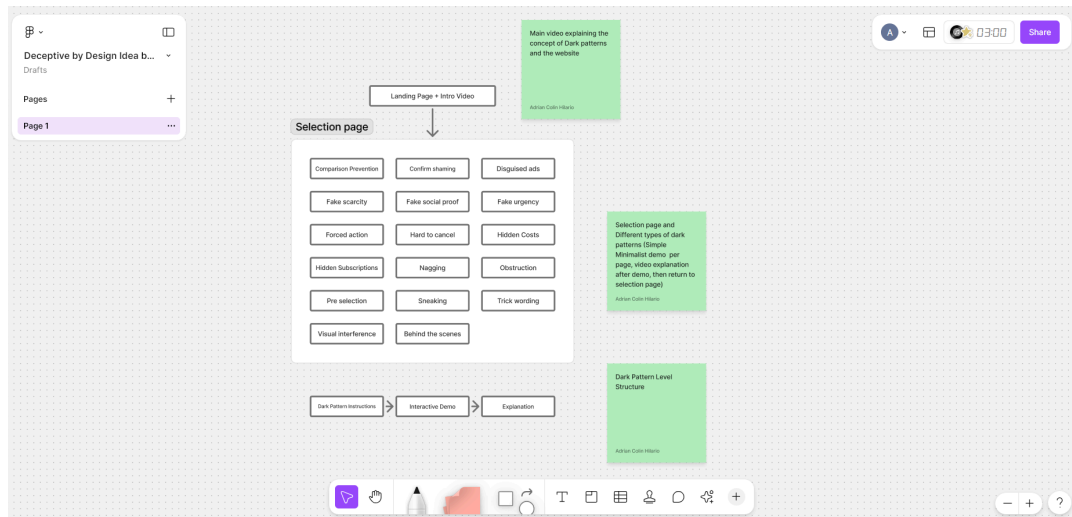 Deceptive by Design Idea b...
Drafts
Pages
Page 1
A
03:00
Share
Main video explaining the
concept of Dark patterns
and the website
Adrian Colin Hilario
Landing Page + Intro Video
Selection page
Comparison Prevention
Confirm shaming
Disguised ads
Fake scarcity
Fake social proof
Fake urgency
Forced action
Hard to cancel
Hidden Costs
Hidden Subscriptions
Nagging
Obstruction
Pre selection
Sneaking
Trick wording
Visual interference
Behind the scenes
Selection page and
Different types of dark
patterns (Simple
Minimalist demo per
page, video explanation
after demo, then return to
selection page)
Adrian Colin Hilario
Dark Pattern Instructions
Interactive Demo
Explanation
Dark Pattern Level
Structure
Adrian Colin Hilario